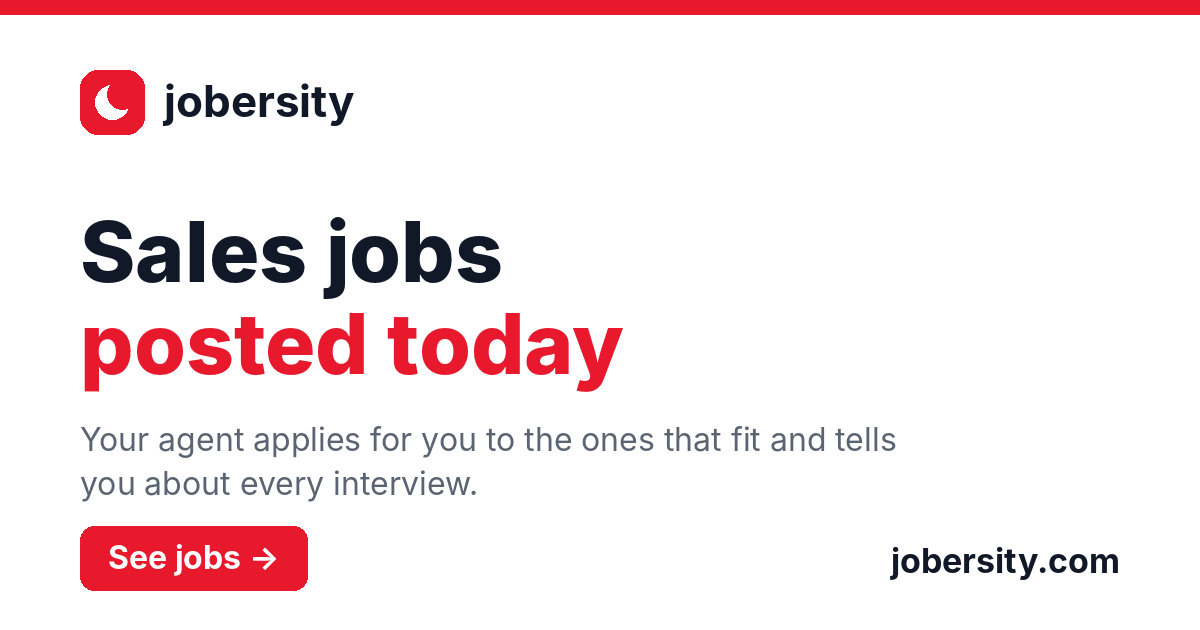 jobersity
Sales jobs
posted today
Your agent applies for you to the ones that fit and tells
you about every interview.
See jobs →
jobersity.com